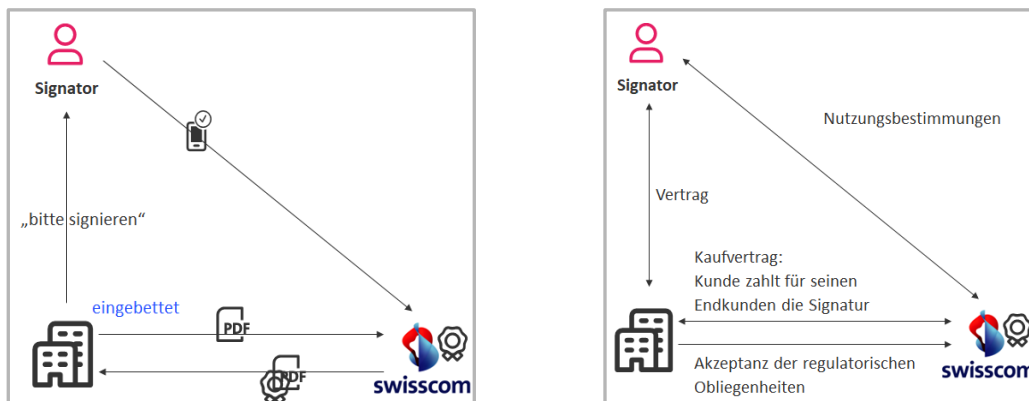 Signator
„bitte signieren“
eingebettet
PDF
PDF
swisscom
Signator
Nutzungsbestimmungen
Vertrag
Kaufvertrag:
Kunde zahlt für seinen
Endkunden die Signatur
Akzeptanz der regulatorischen
Obliegenheiten
swisscom